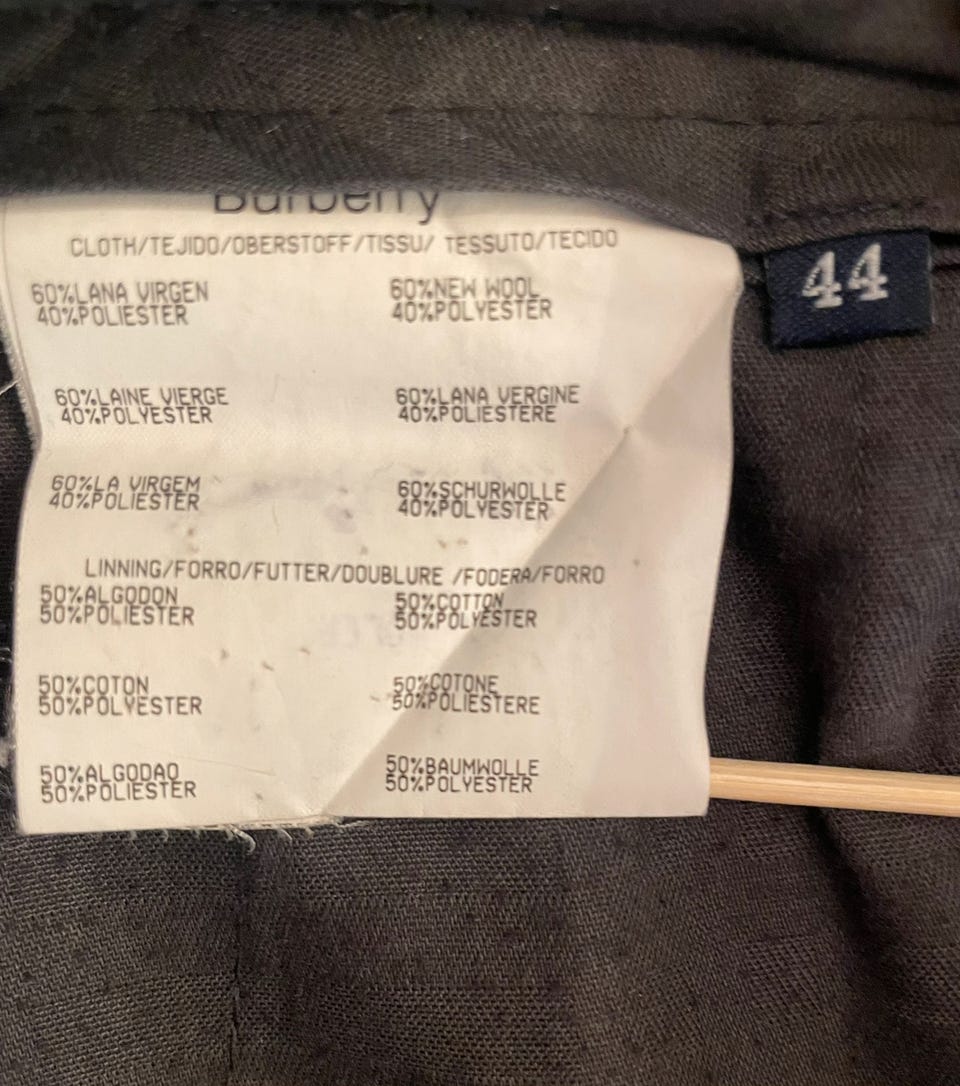 Burberry
CLOTH/TEJIDO/OBERSTOFF/TISSU/ TESSUTO/TECIDO
60%LANA VIRGEN
40%POLIESTER
60%NEW WOOL
40%POLYESTER
60%LAINE VIERGE
40%POLYESTER
60%LANA VERGINE
40%POLIESTERE
60%LA VIRGEM
40%POLIESTER
60%SCHURWOLLE
40%POLYESTER
LINNING/FORRO/FUTTER/DOUBLURE /FODERA/FORRO
50%ALGODON
50%POLIESTER
50%COTTON
50%POLYESTER
50%COTON
50%POLYESTER
50%COTONE
50%POLIESTERE
50%ALGODAO
50%POLIESTER
50%BAUMWOLLE
50%POLYESTER
44